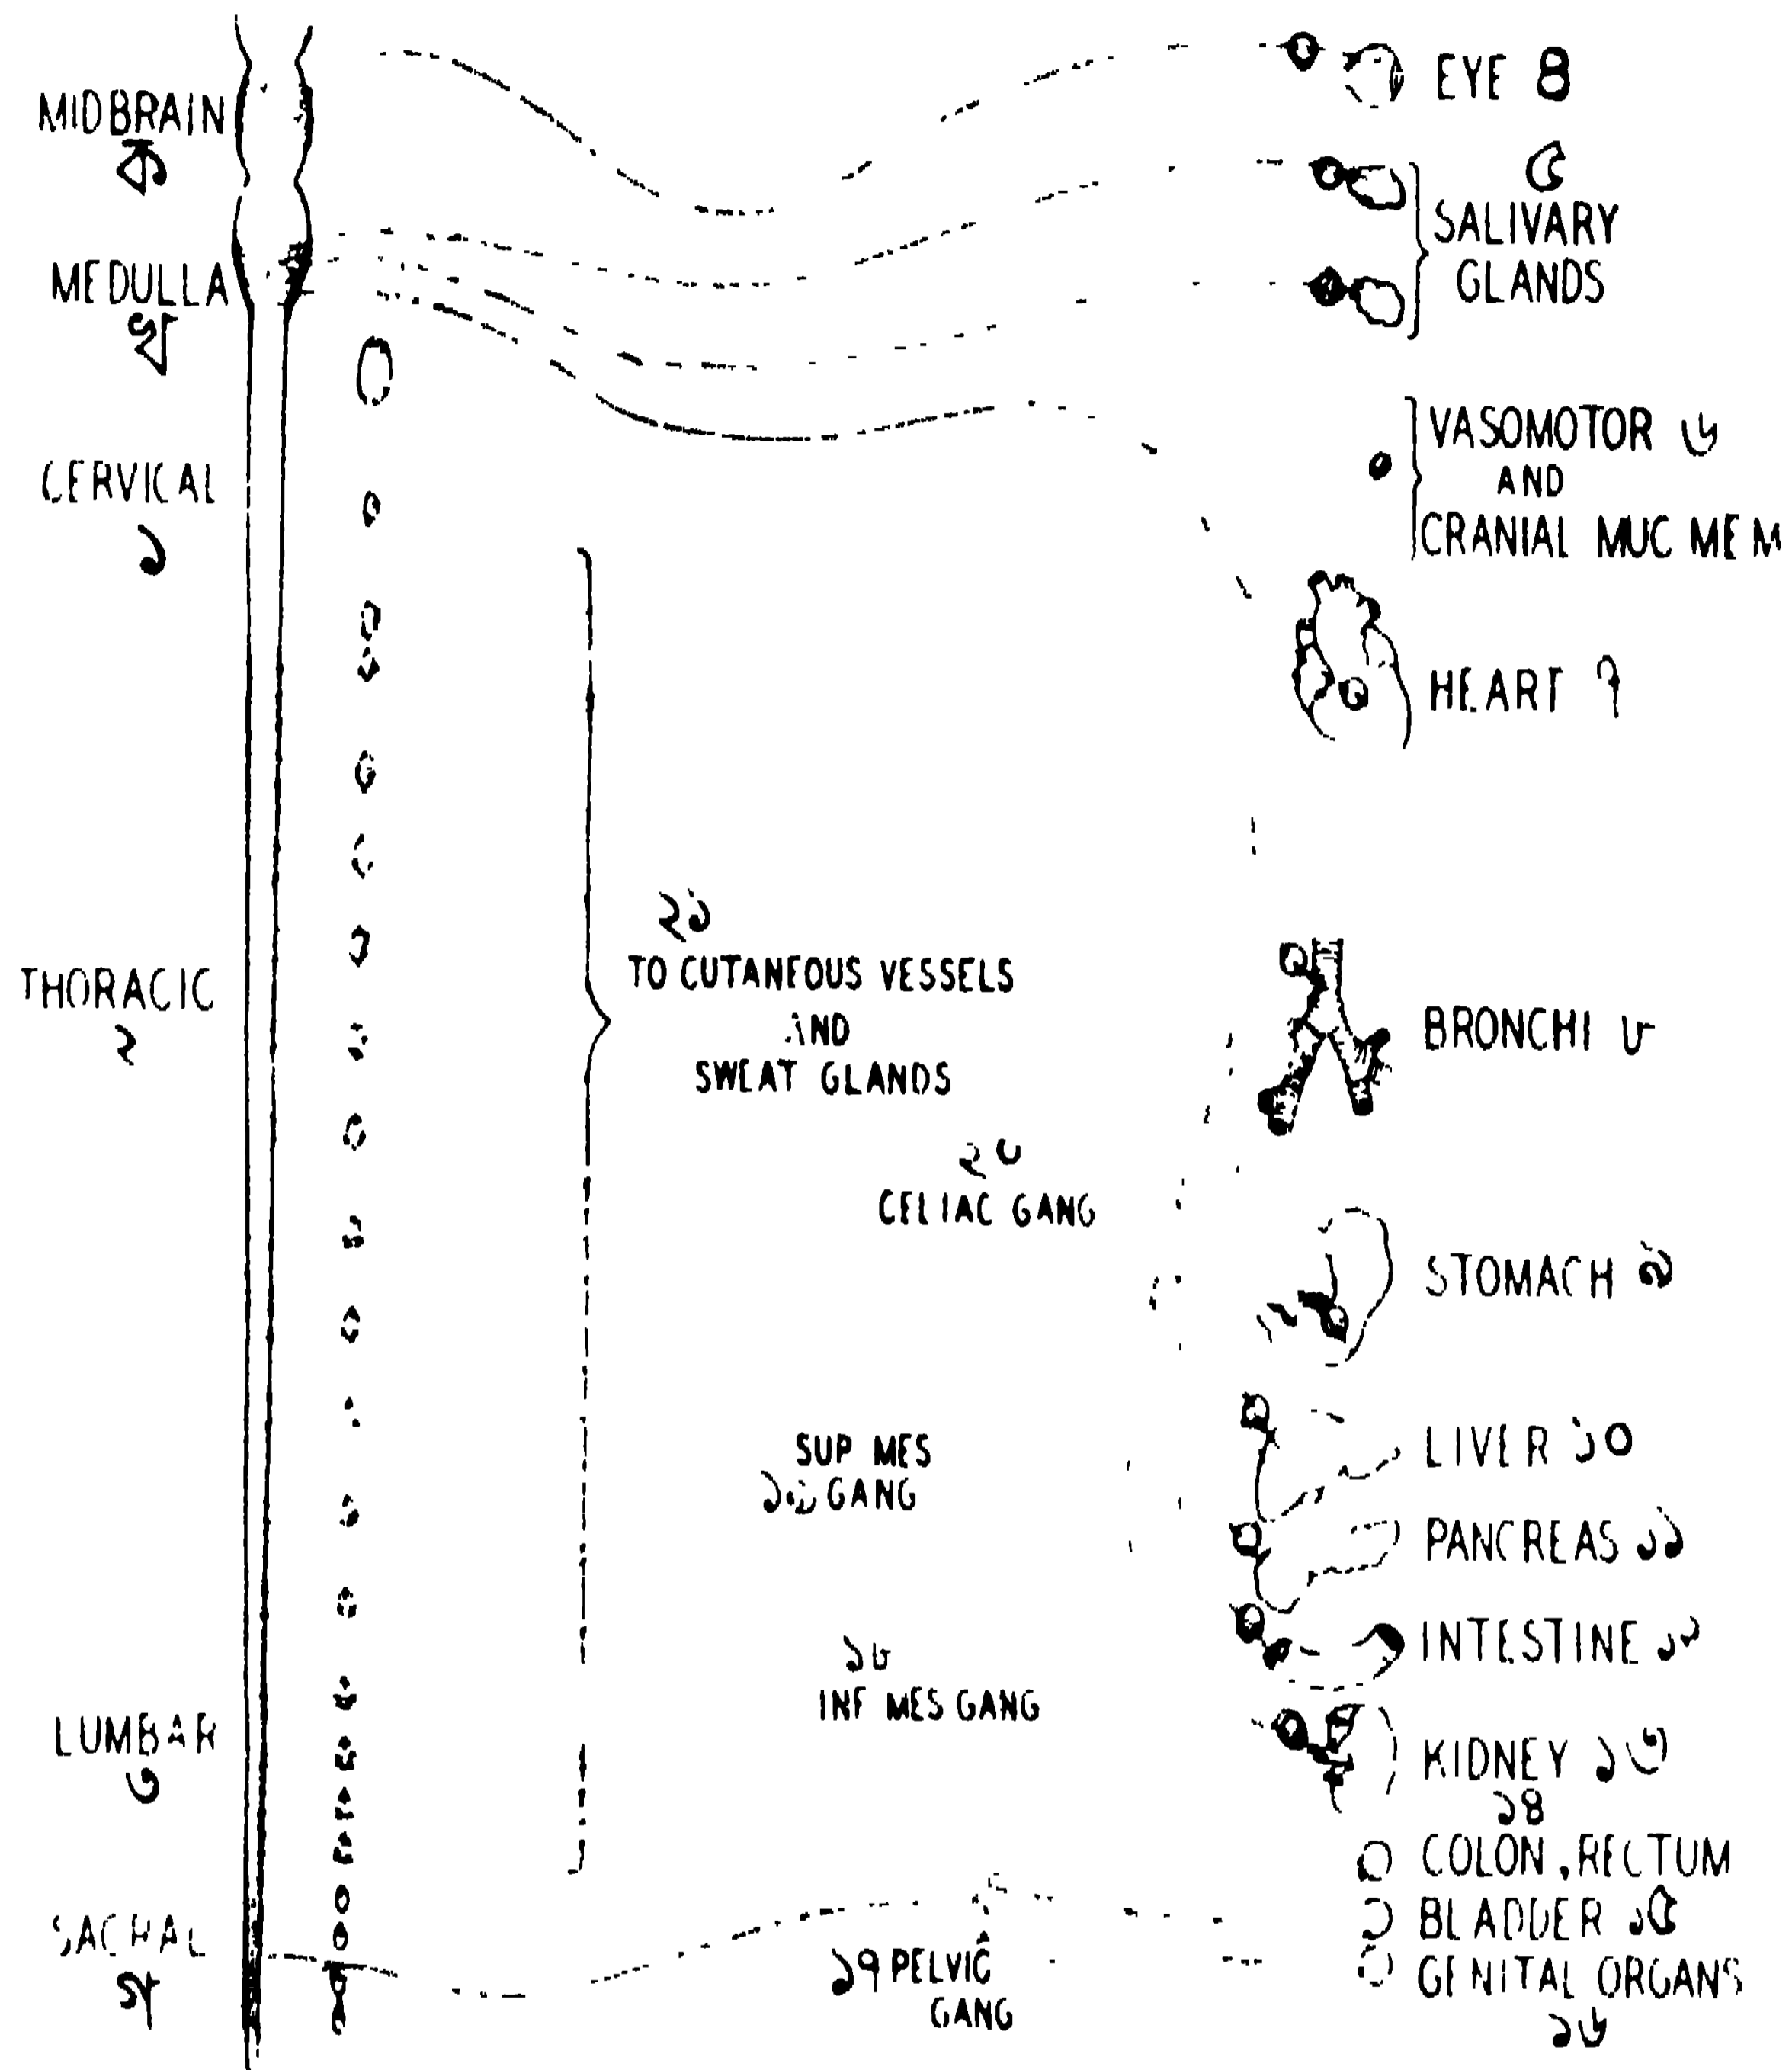 MIDBRAIN
ক
MEDULLA
খ
CERVICAL
১
THORACIC
২
LUMBAR
৩
SACRAL
গ
২১
TO CUTANEOUS VESSELS
AND
SWEAT GLANDS
২০
CELIAC GANG
SUP MES
১৯ GANG
১৮
INF MES GANG
১৭ PELVIC
GANG
EYE ৪
৫
SALIVARY
GLANDS
VASOMOTOR ৬
AND
CRANIAL MUC MEM
HEART ৭
BRONCHI ৮
STOMACH ৯
LIVER ১০
PANCREAS ১১
INTESTINE ১২
KIDNEY ১৩
১৪
COLON, RECTUM
BLADDER ১৫
GENITAL ORGANS
১৬